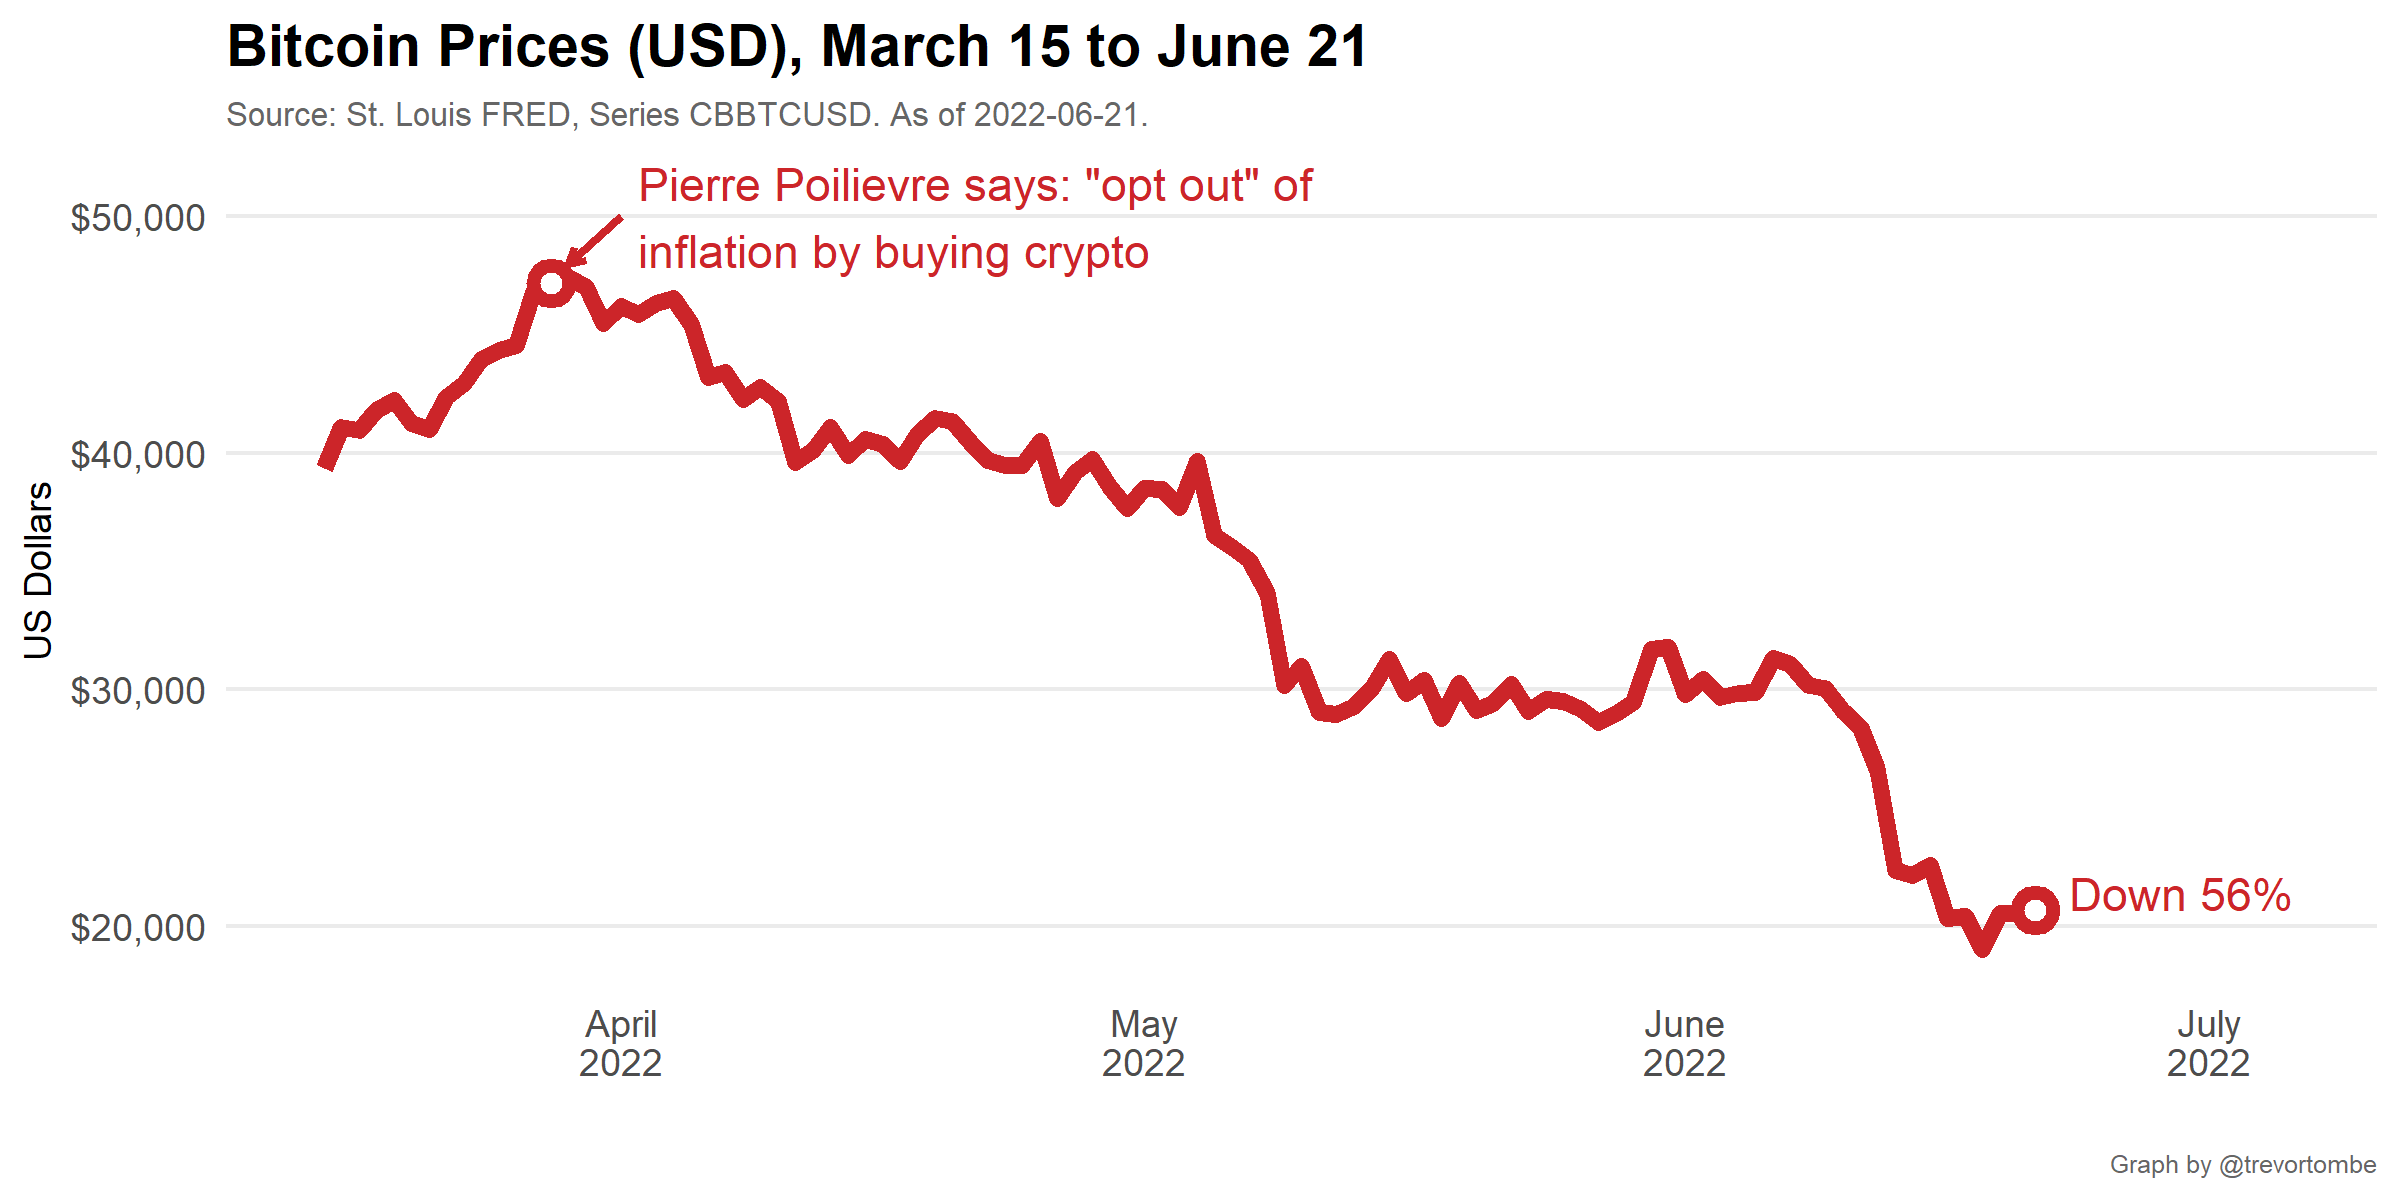 Bitcoin Prices (USD), March 15 to June 21
Source: St. Louis FRED, Series CBBTCUSD. As of 2022-06-21.
Pierre Poilievre says: "opt out" of
inflation by buying crypto
$50,000
$40,000
$30,000
$20,000
US Dollars
Down 56%
April
2022
May
2022
June
2022
July
2022
Graph by @trevortombe